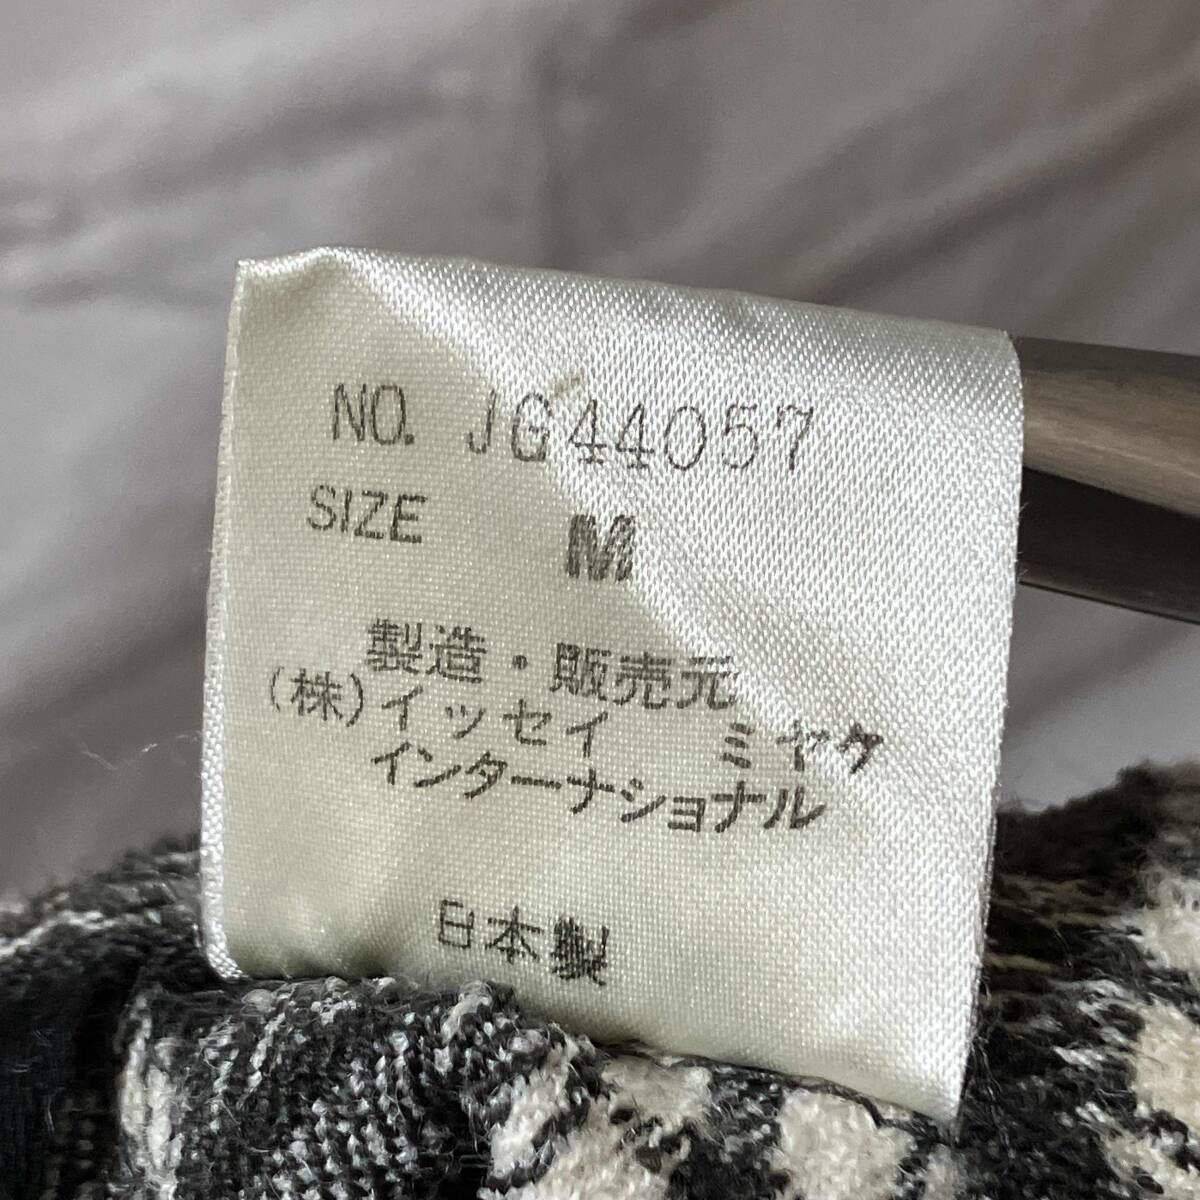 NO. JG44057
SIZE M
製造・販売元
(株)イッセイ ミヤケ
インターナショナル
日本製